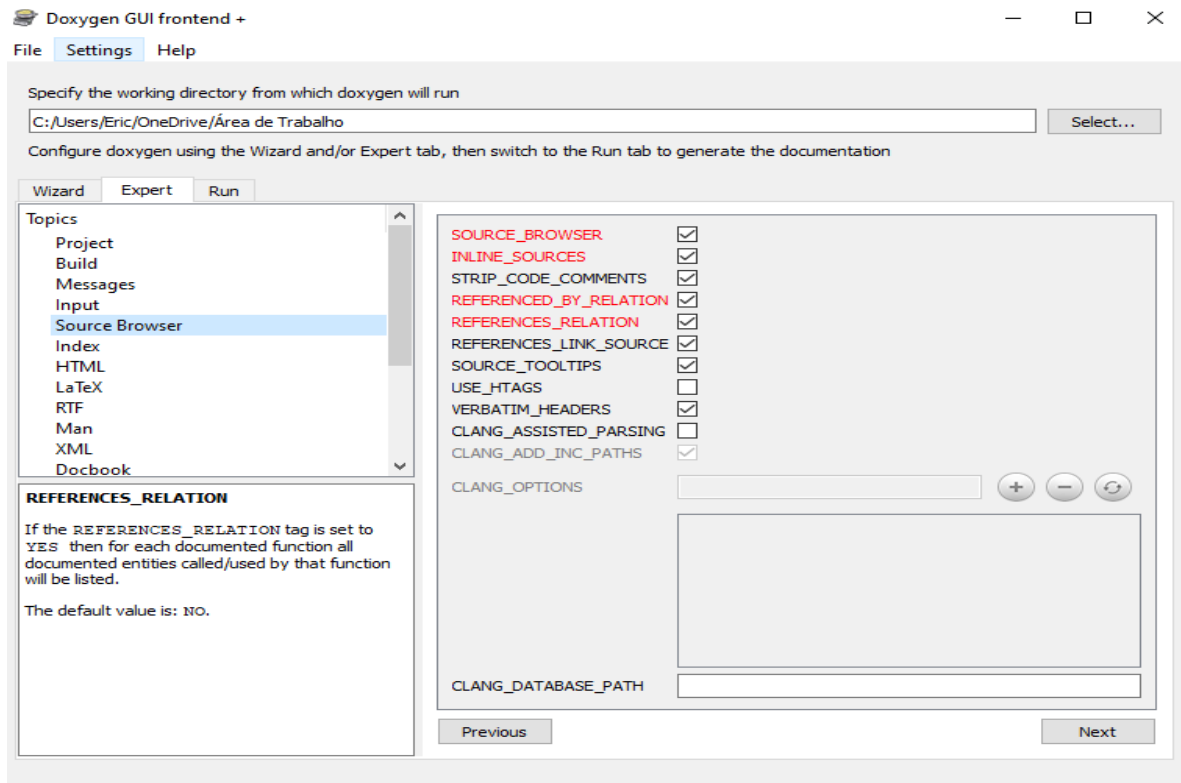 Doxygen GUI frontend +
File Settings Help
Specify the working directory from which doxygen will run
C:/Users/Eric/OneDrive/Área de Trabalho
Select...
Configure doxygen using the Wizard and/or Expert tab, then switch to the Run tab to generate the documentation
Wizard Expert Run
Topics
Project
Build
Messages
Input
Source Browser
Index
HTML
LaTeX
RTF
Man
XML
Docbook
REFERENCES_RELATION
If the REFERENCES_RELATION tag is set to
YES then for each documented function all
documented entities called/used by that function
will be listed.
The default value is: NO.
SOURCE_BROWSER
INLINE_SOURCES
STRIP_CODE_COMMENTS
REFERENCED_BY_RELATION
REFERENCES_RELATION
REFERENCES_LINK_SOURCE
SOURCE_TOOLTIPS
USE_HTAGS
VERBATIM_HEADERS
CLANG_ASSISTED_PARSING
CLANG_ADD_INC_PATHS
CLANG_OPTIONS
CLANG_DATABASE_PATH
Previous
Next